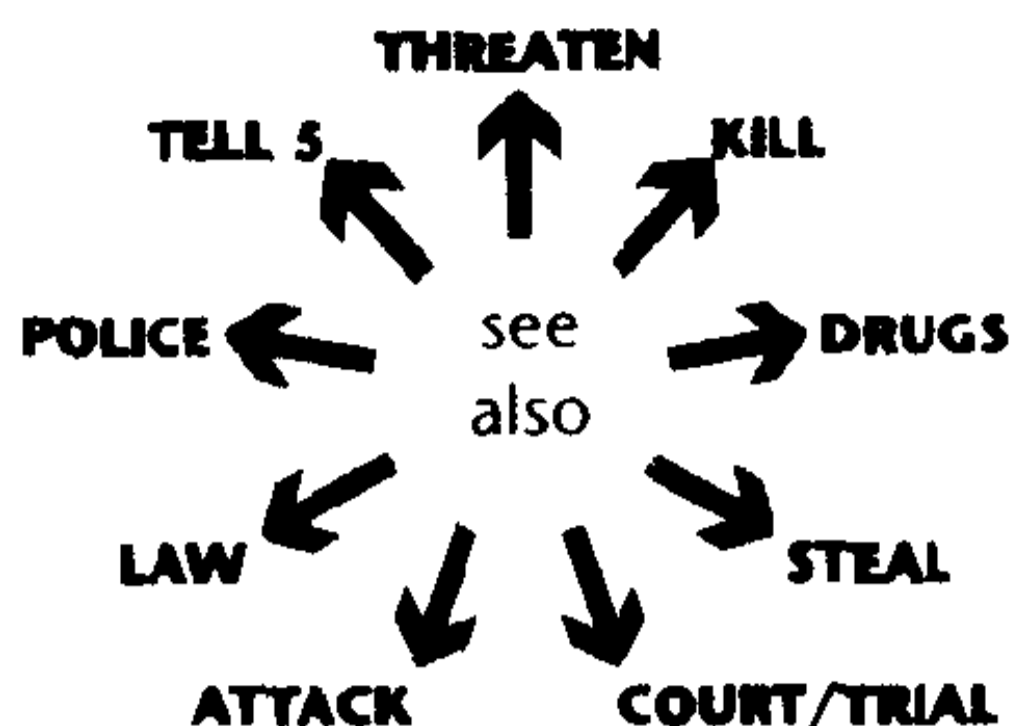 THREATEN
TELL 5
KILL
POLICE
see
also
DRUGS
LAW
STEAL
ATTACK
COURT/TRIAL